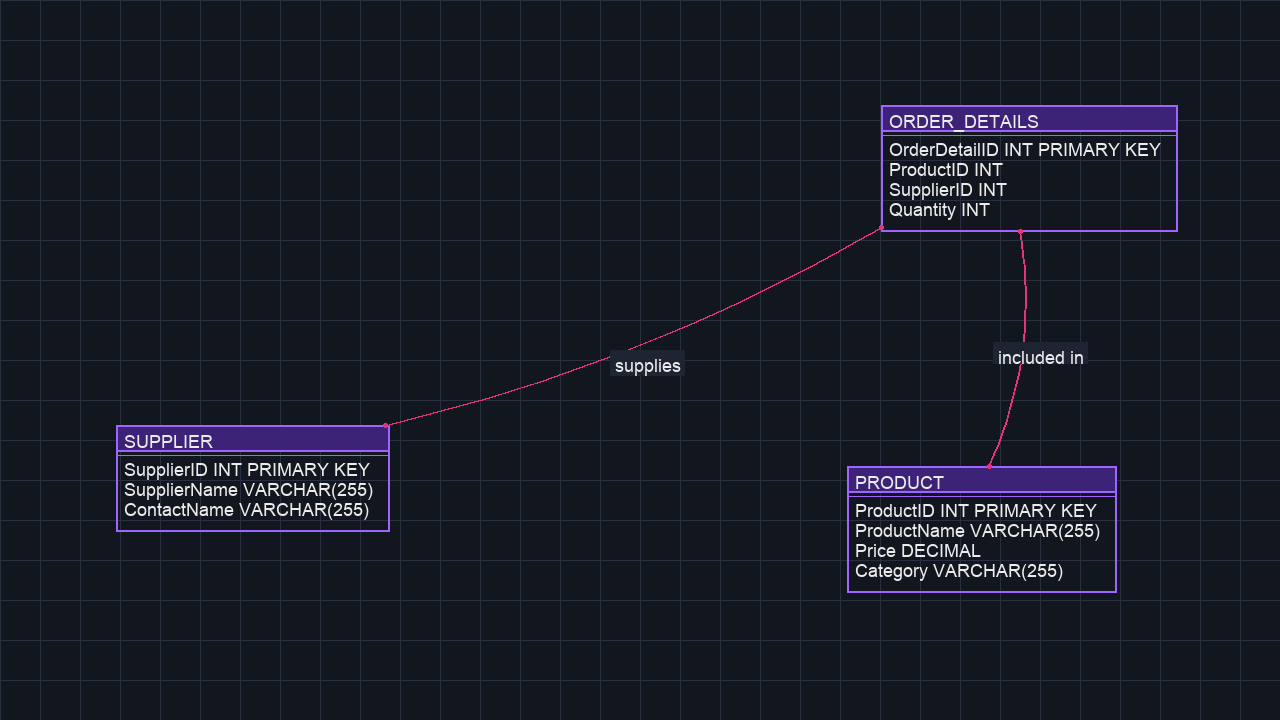 ORDER_DETAILS
OrderDetailID INT PRIMARY KEY
ProductID INT
SupplierID INT
Quantity INT
supplies
included in
SUPPLIER
SupplierID INT PRIMARY KEY
SupplierName VARCHAR(255)
ContactName VARCHAR(255)
PRODUCT
ProductID INT PRIMARY KEY
ProductName VARCHAR(255)
Price DECIMAL
Category VARCHAR(255)